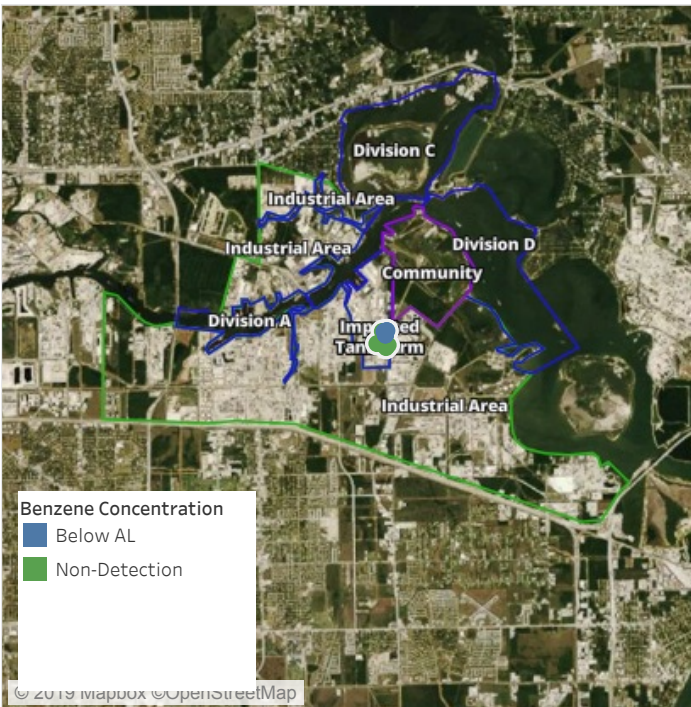 Division C
Industrial Area
Division D
Industrial Area
Community
Division A
Industrial Area
Benzene Concentration
Below AL
Non-Detection
© 2019 Mapbox ©OpenStreetMap